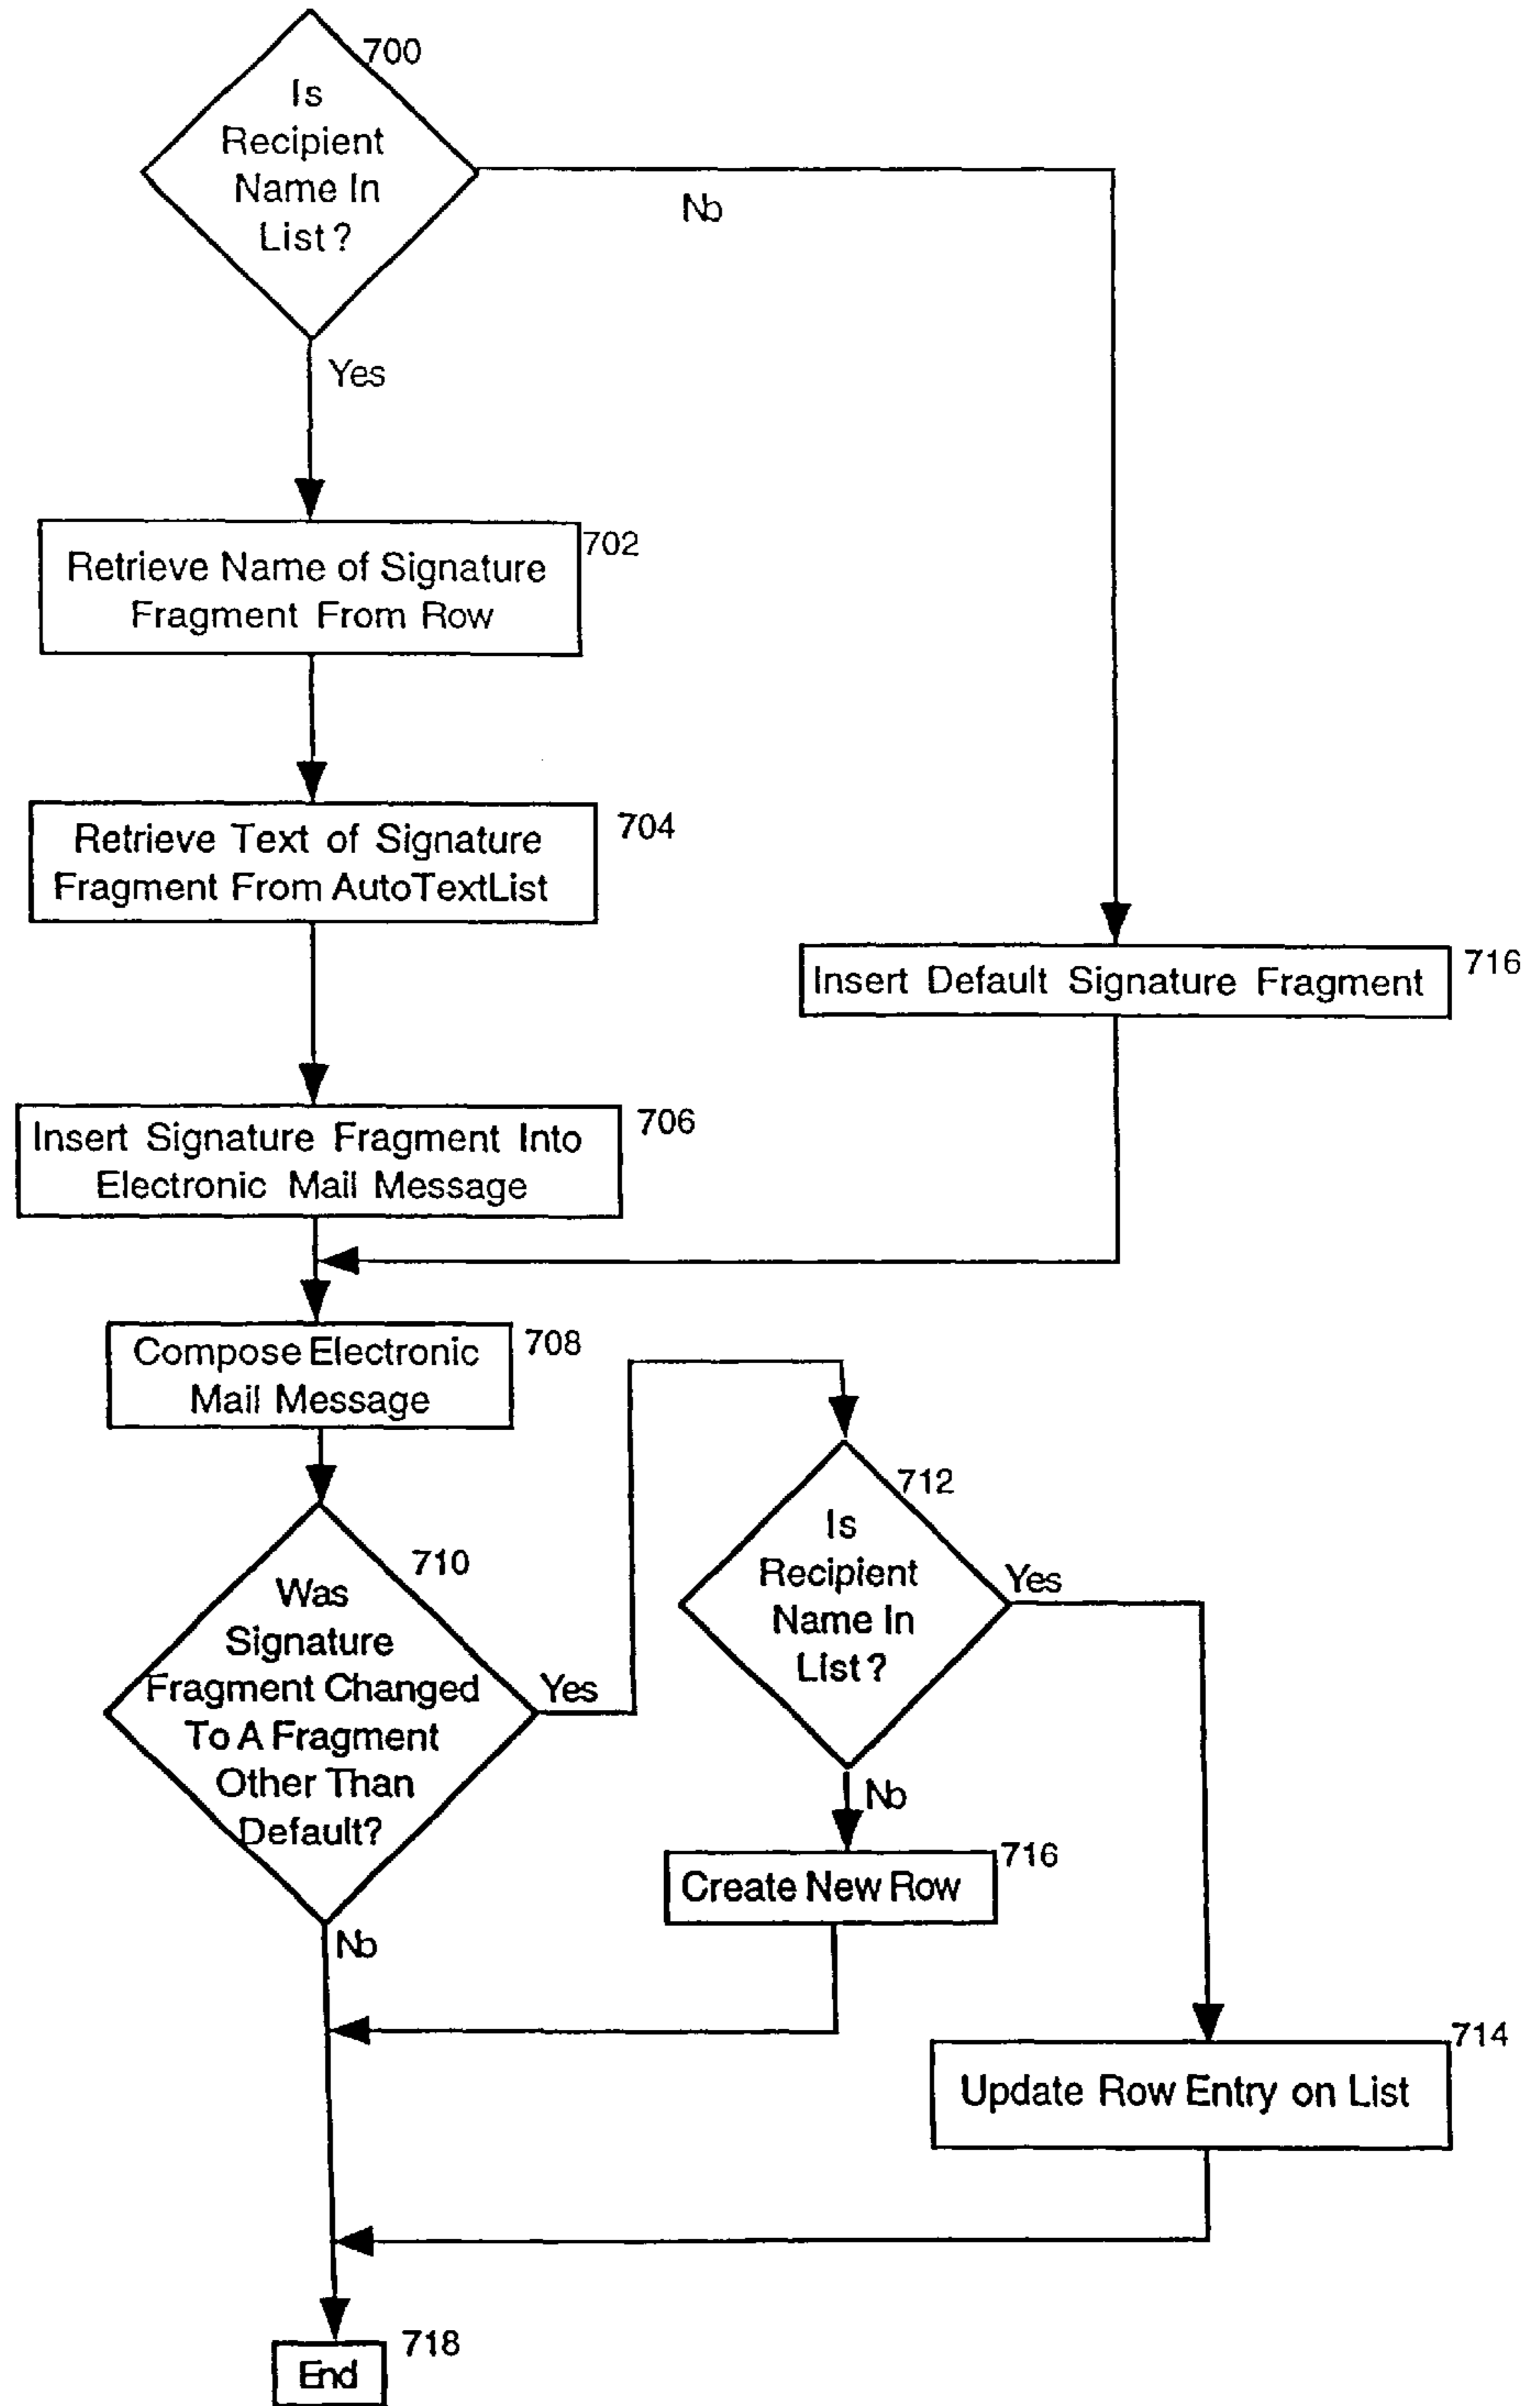 700
Is
Recipient
Name In
List?
No
Yes
702
Retrieve Name of Signature
Fragment From Row
704
Retrieve Text of Signature
Fragment From AutoTextList
716
Insert Default Signature Fragment
706
Insert Signature Fragment Into
Electronic Mail Message
708
Compose Electronic
Mail Message
712
Is
Recipient
Name In
List?
Yes
710
Was
Signature
Fragment Changed
To A Fragment
Other Than
Default?
Yes
No
716
Create New Row
No
714
Update Row Entry on List
718
End